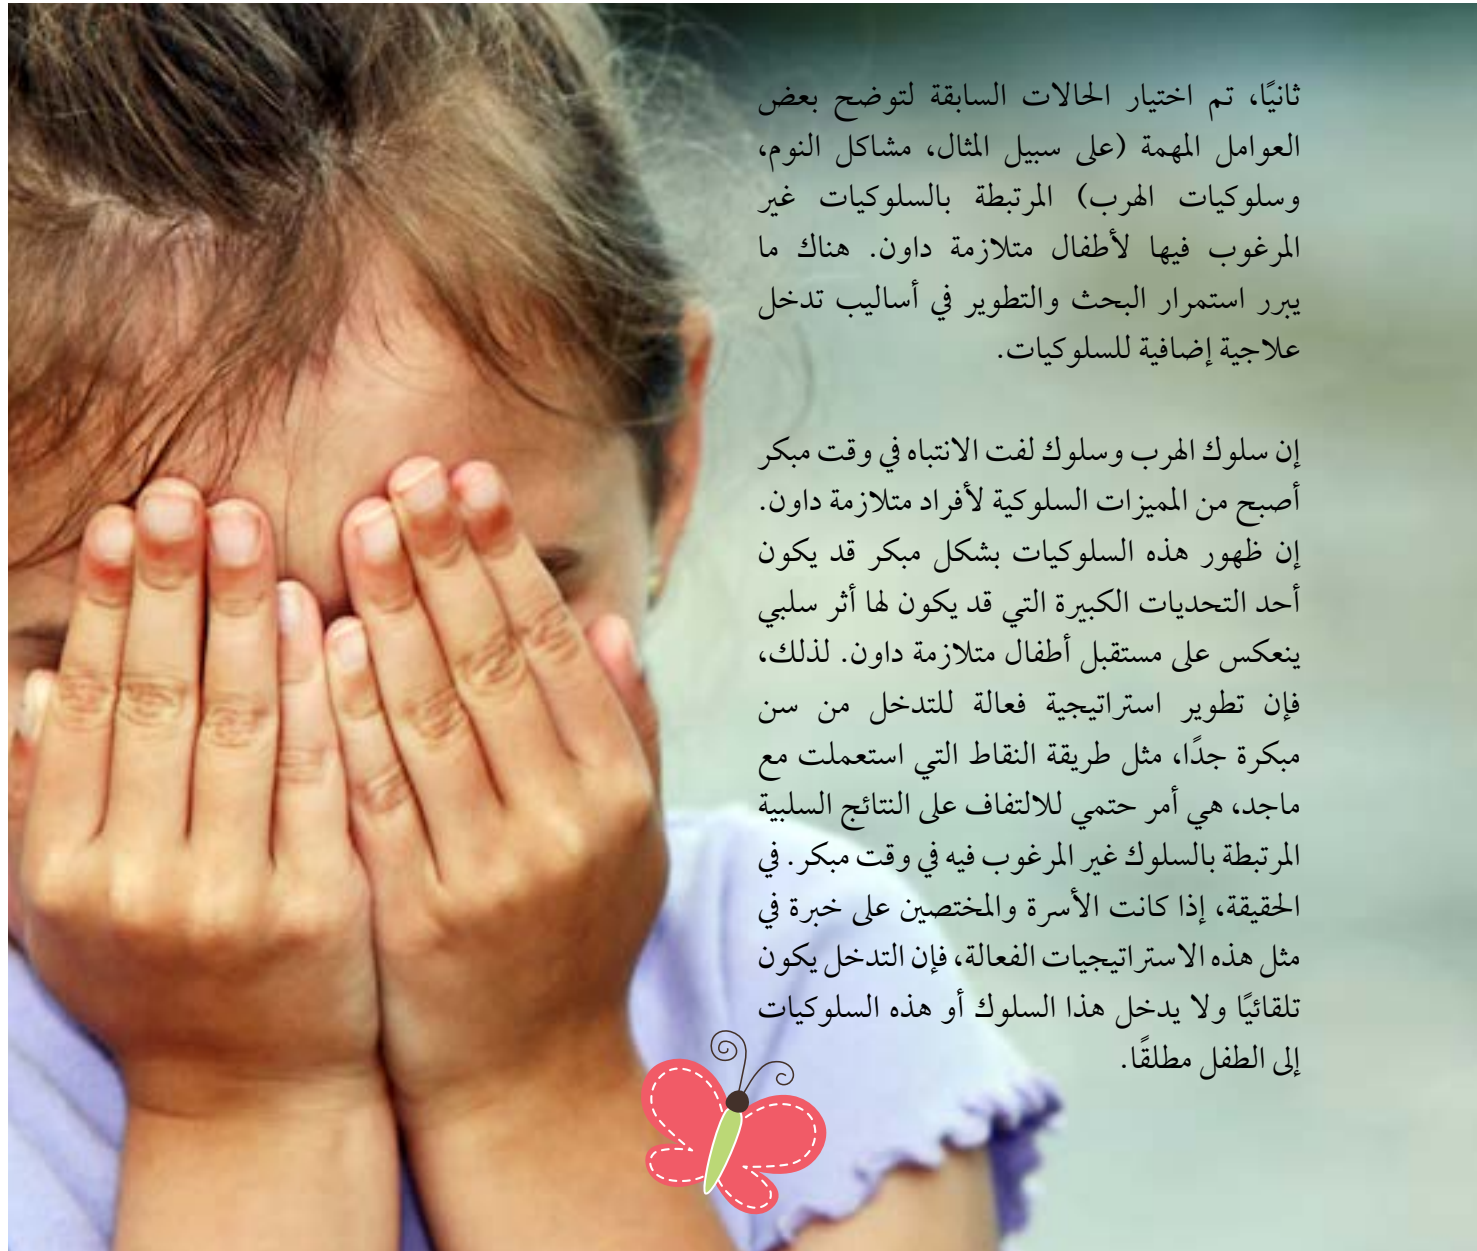 ثانيًا، تم اختيار الحالات السابقة لتوضح بعض
العوامل المهمة (على سبيل المثال، مشاكل النوم،
وسلوكيات الهرب) المرتبطة بالسلوكيات غير
المرغوب فيها لأطفال متلازمة داون. هناك ما
يبرر استمرار البحث والتطوير في أساليب تدخل
علاجية إضافية للسلوكيات.
إن سلوك الهرب وسلوك لفت الانتباه في وقت مبكر
أصبح من المميزات السلوكية لأفراد متلازمة داون.
إن ظهور هذه السلوكيات بشكل مبكر قد يكون
أحد التحديات الكبيرة التي قد يكون لها أثر سلبي
ينعكس على مستقبل أطفال متلازمة داون. لذلك،
فإن تطوير استراتيجية فعالة للتدخل من سن
مبكرة جدًا، مثل طريقة النقاط التي استعملت مع
ماجد، هي أمر حتمي للالتفاف على النتائج السلبية
المرتبطة بالسلوك غير المرغوب فيه في وقت مبكر. في
الحقيقة، إذا كانت الأسرة والمختصين على خبرة في
مثل هذه الاستراتيجيات الفعالة، فإن التدخل يكون
تلقائيًا ولا يدخل هذا السلوك أو هذه السلوكيات
إلى الطفل مطلقًا.